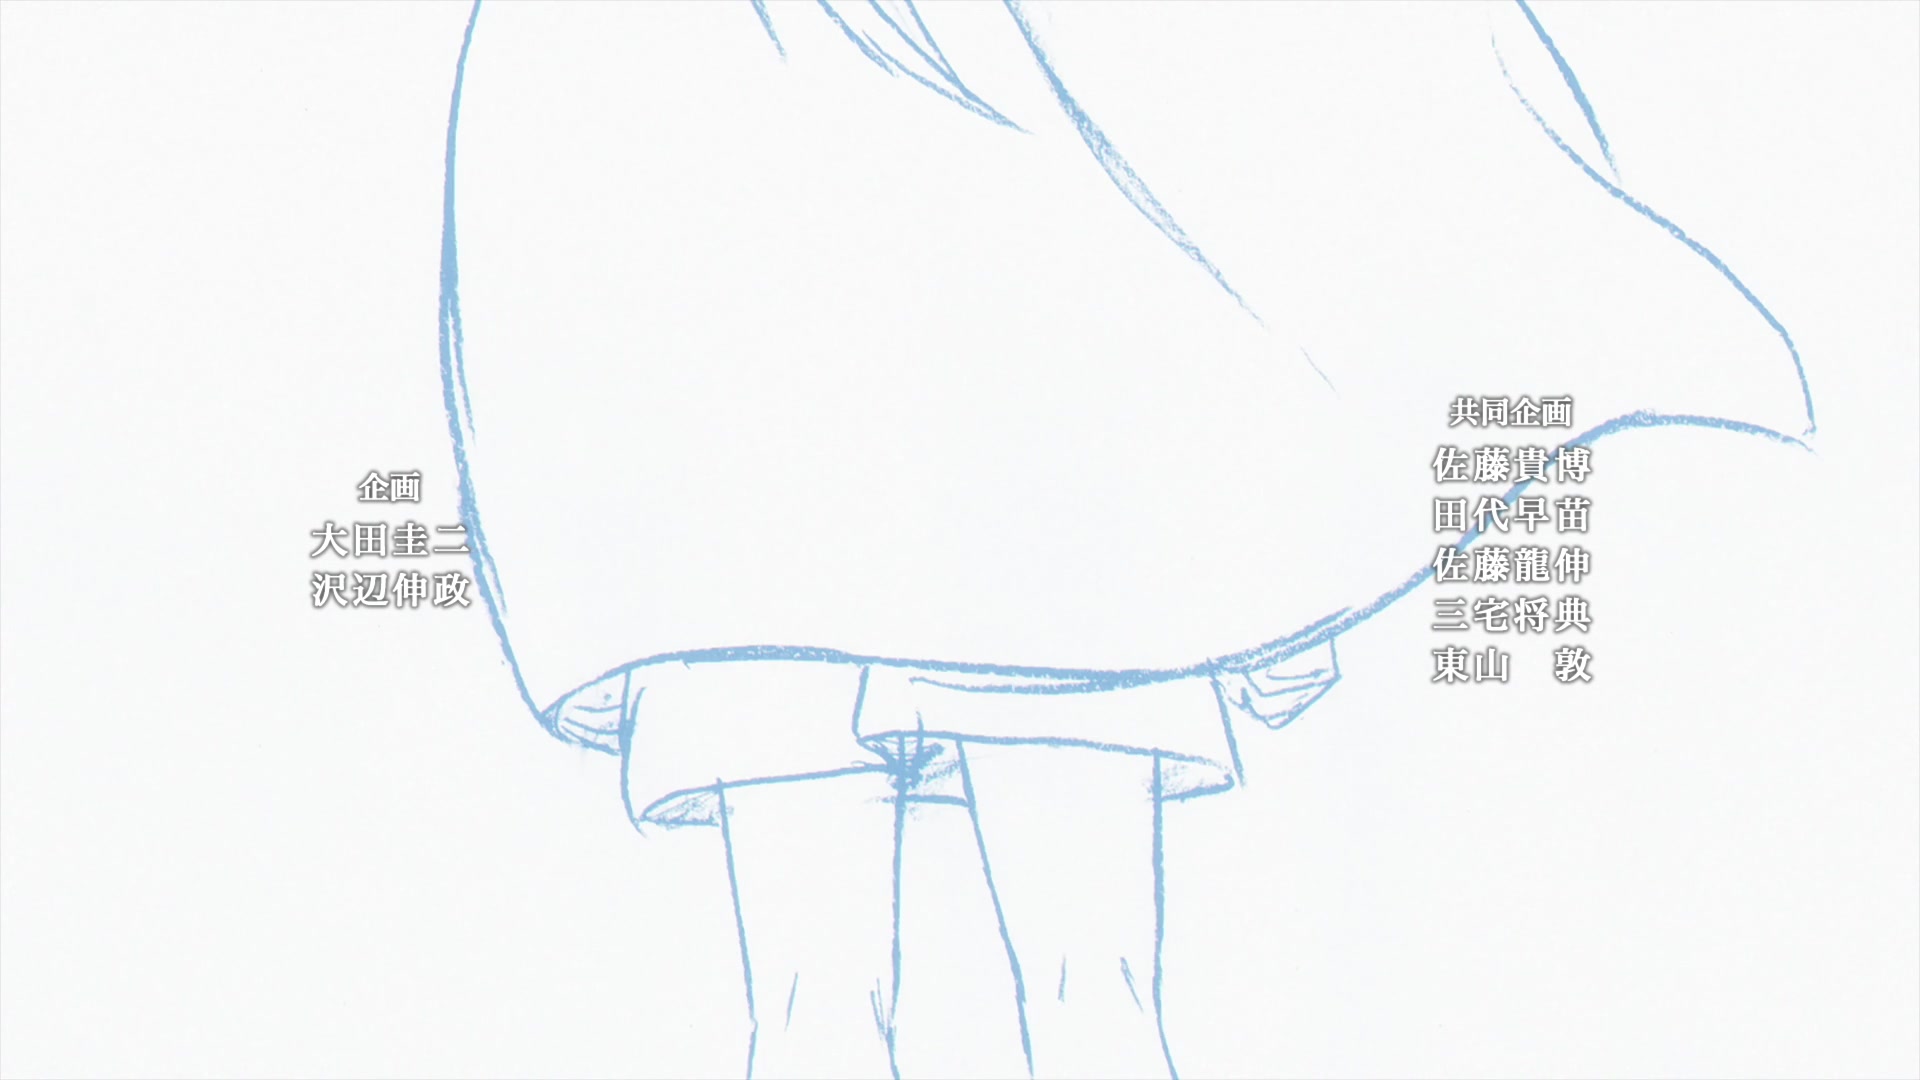 企画
大田圭二
沢辺伸政
共同企画
佐藤貴博
田代早苗
佐藤龍伸
三宅将典
東山　敦